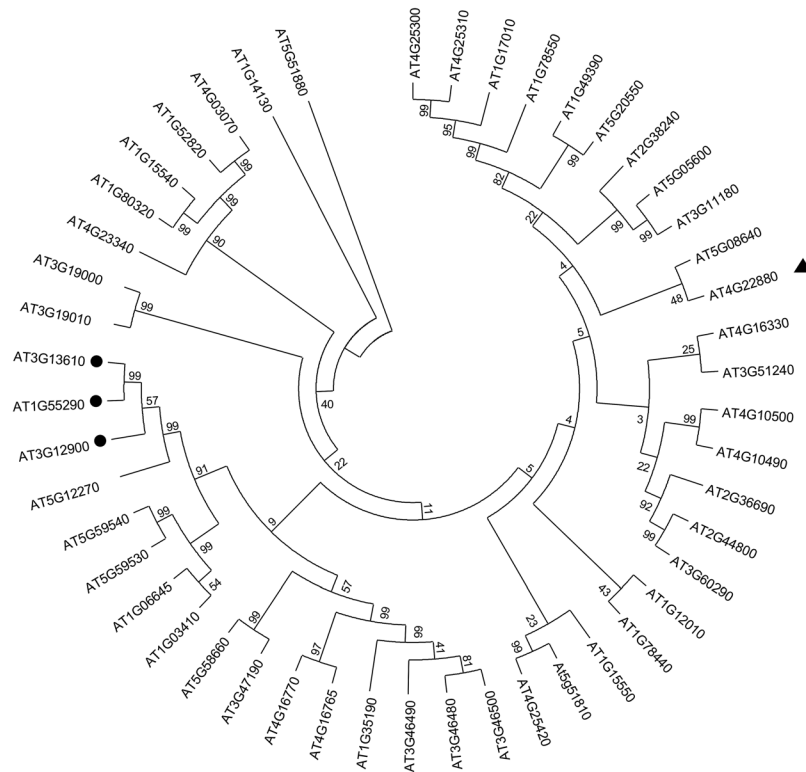 AT4G25300
AT4G25310
AT1G17010
AT1G78550
AT1G49390
AT5G20550
AT2G38240
AT5G05600
AT3G11180
AT5G08640
AT4G22880
AT4G16330
AT3G51240
AT4G10500
AT4G10490
AT2G36690
AT2G44800
AT3G60290
AT1G12010
AT1G78440
AT1G15550
At5g51810
AT4G25420
AT3G46500
AT3G46480
AT3G46490
AT1G35190
AT4G16765
AT4G16770
AT3G47190
AT5G58660
AT1G03410
AT1G06645
AT5G59530
AT5G59540
AT5G12270
AT3G12900
AT1G55290
AT3G13610
AT3G19010
AT3G19000
AT4G23340
AT1G80320
AT1G15540
AT1G52820
AT4G03070
AT1G14130
AT5G51880
99
95
99
82
99
22
99
99
4
48
5
25
3
99
22
92
99
4
43
5
23
99
11
22
40
9
57
99
99
41
81
97
99
91
99
57
99
99
99
54
99
90
99
99
99